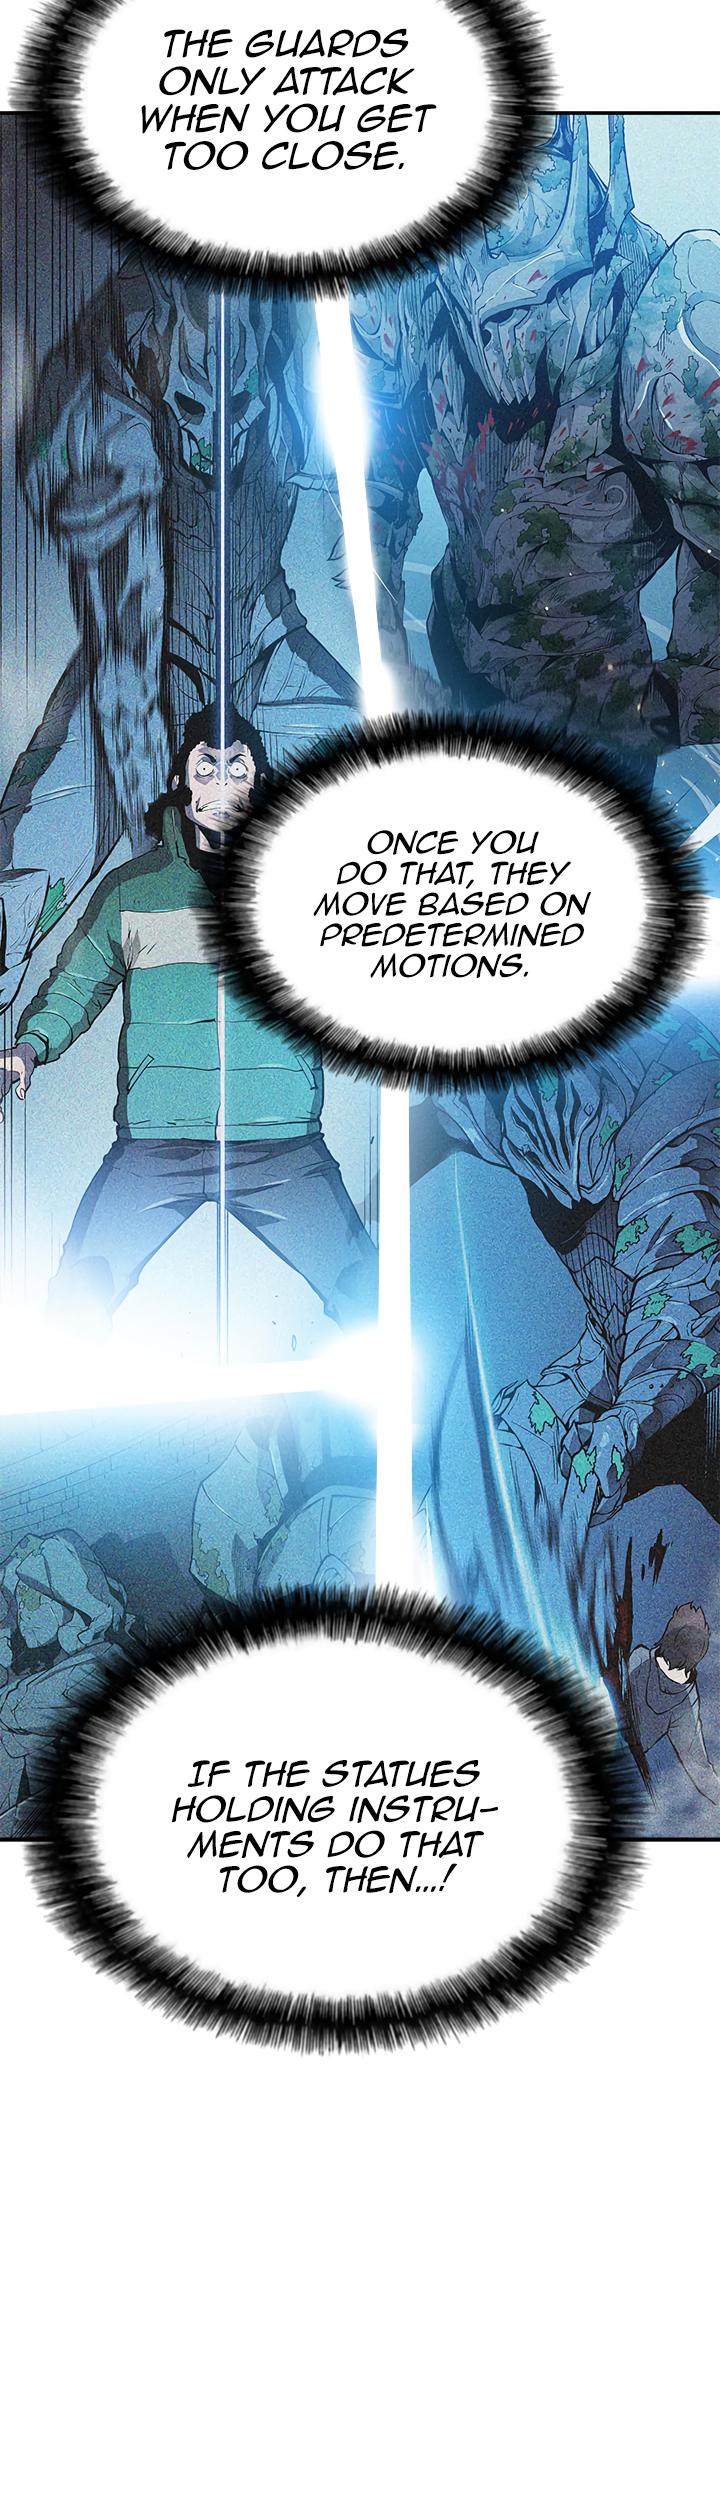 THE GUARDS
ONLY ATTACK
WHEN YOU GET
TOO CLOSE.
ONCE YOU
DO THAT, THEY
MOVE BASED ON
PREDETERMINED
MOTIONS.
IF THE STATUES
HOLDING INSTRU-
MENTS DO THAT
TOO, THEN...!